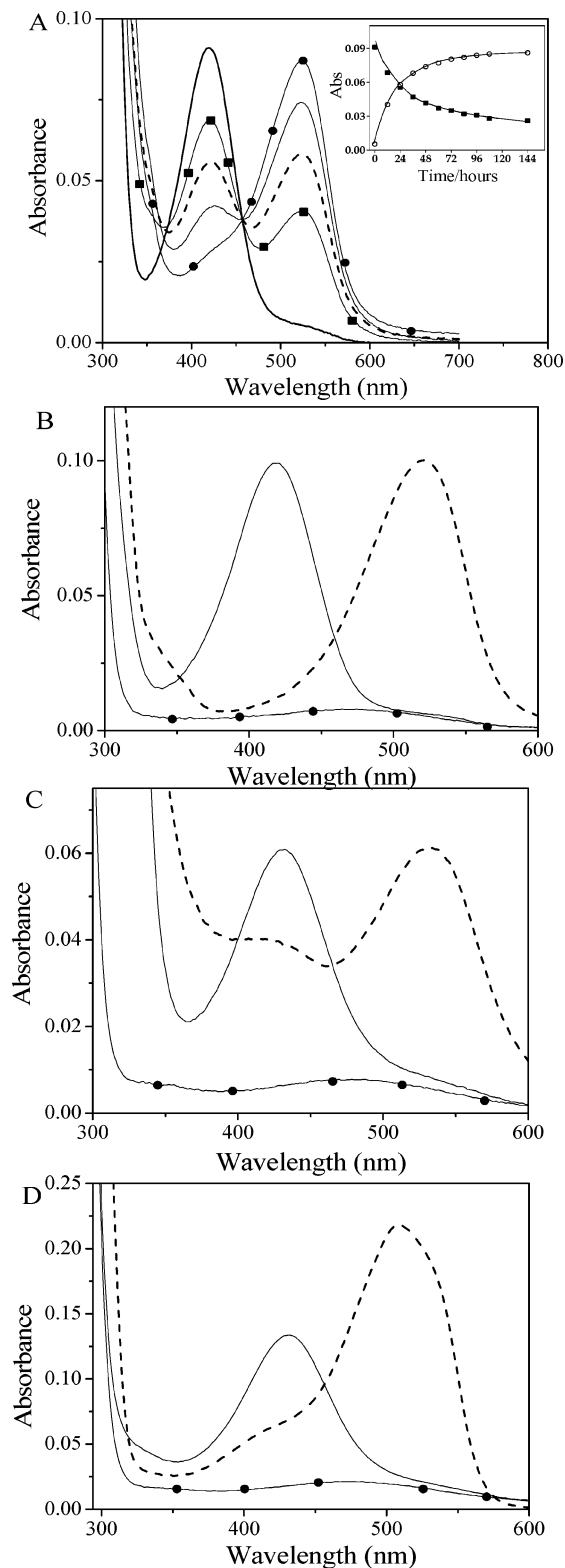 A
0.10
0.05
0.00
Absorbance
300 400 500 600 700 800
Wavelength (nm)
0.09
0.06
0.03
0.00
Abs
0 24 48 72 96 120 144
Time/hours
B
0.10
0.05
0.00
Absorbance
300 400 500 600
Wavelength (nm)
C
0.06
0.04
0.02
0.00
Absorbance
300 400 500 600
Wavelength (nm)
D
0.25
0.20
0.15
0.10
0.05
0.00
Absorbance
300 400 500 600
Wavelength (nm)